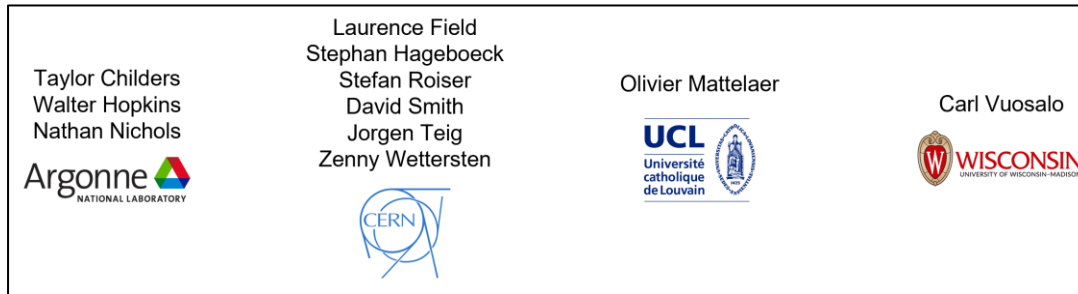 Taylor Childers
Walter Hopkins
Nathan Nichols
Argonne
NATIONAL LABORATORY
Laurence Field
Stephan Hageboeck
Stefan Roiser
David Smith
Jorgen Teig
Zenny Wettersten
CERN
Olivier Mattelaer
UCL
Université
catholique
de Louvain
Carl Vuosalo
W WISCONSIN
UNIVERSITY OF WISCONSIN–MADISON